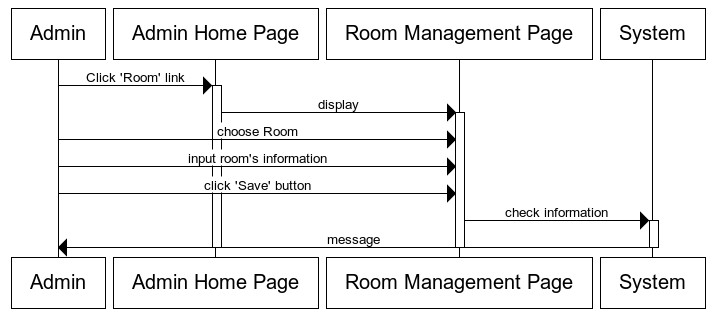 Admin
Admin Home Page
Room Management Page
System
Click 'Room' link
display
choose Room
input room's information
click 'Save' button
check information
message
Admin
Admin Home Page
Room Management Page
System